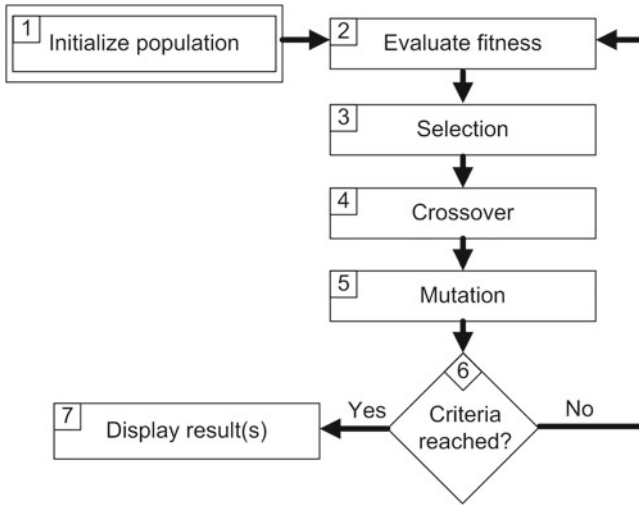 1
Initialize population
2
Evaluate fitness
3
Selection
4
Crossover
5
Mutation
6
Criteria
reached?
Yes
No
7
Display result(s)